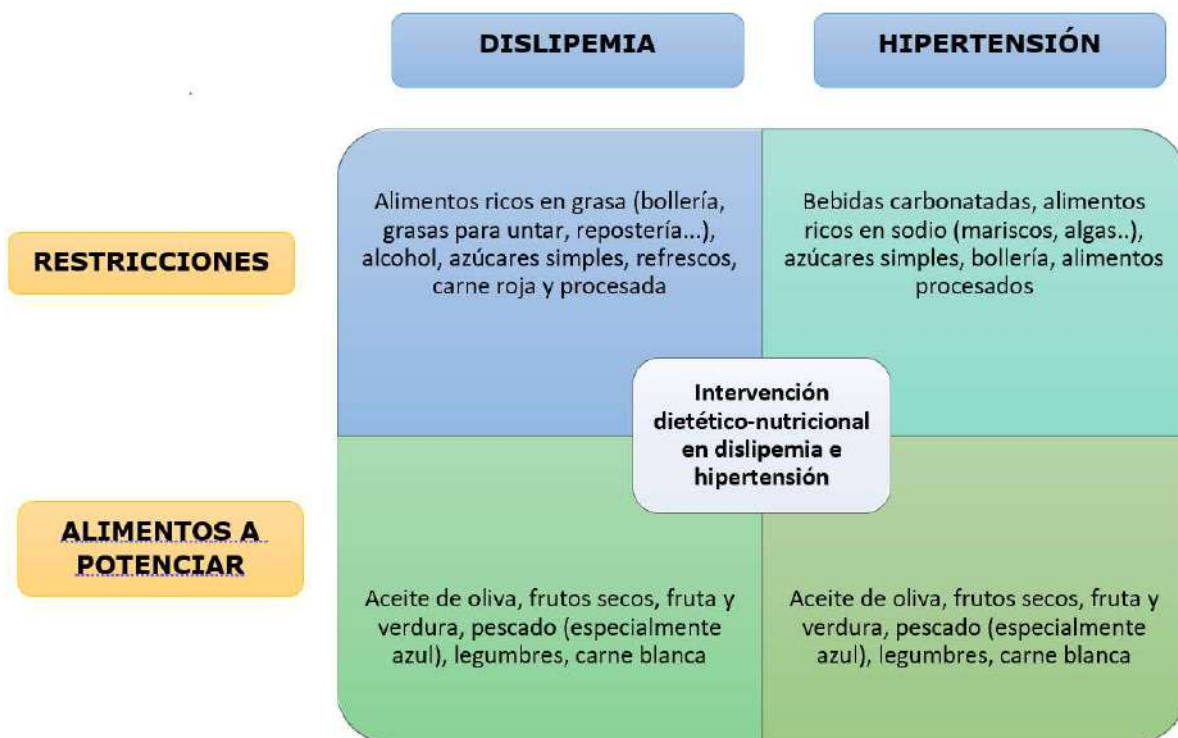 DISLIPEMIA
HIPERTENSIÓN
RESTRICCIONES
Alimentos ricos en grasa (bollería,
grasas para untar, repostería...),
alcohol, azúcares simples, refrescos,
carne roja y procesada
Bebidas carbonatadas, alimentos
ricos en sodio (mariscos, algas..),
azúcares simples, bollería, alimentos
procesados
Intervención
dietético-nutricional
en dislipemia e
hipertensión
ALIMENTOS A
POTENCIAR
Aceite de oliva, frutos secos, fruta y
verdura, pescado (especialmente
azul), legumbres, carne blanca
Aceite de oliva, frutos secos, fruta y
verdura, pescado (especialmente
azul), legumbres, carne blanca